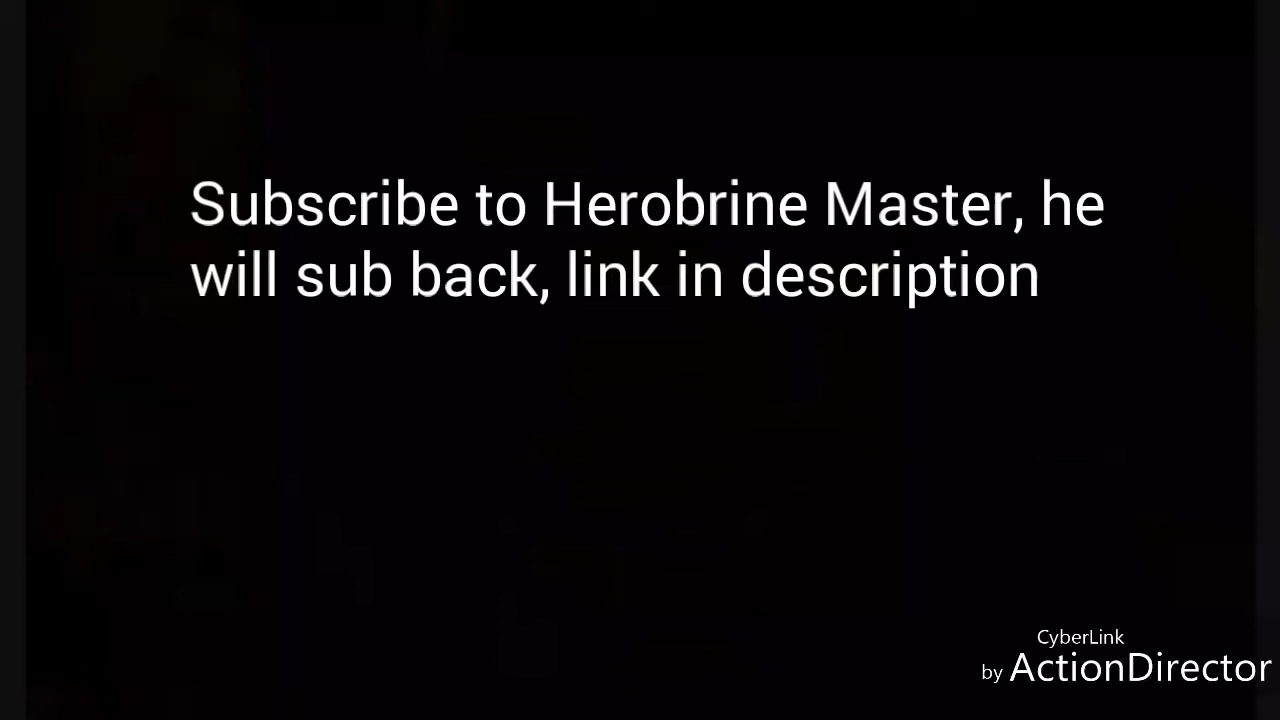 Subscribe to Herobrine Master, he
will sub back, link in description
CyberLink
by ActionDirector